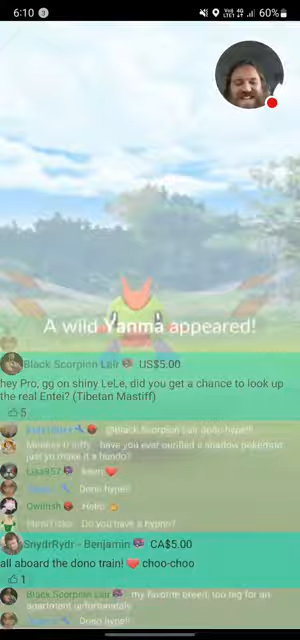 6:10
60%
A wild Yanma appeared!
Black Scorpion Lair US$5.00
hey Pro, gg on shiny LeLe, did you get a chance to look up
the real Entei? (Tibetan Mastiff)
5
@Black Scorpion Lair dono hype!!!
have you ever purified a shadow pokemon
just to make it a hundo?
Lisa957 team
Dono hype!!
Qwinish Hello
Do you have a hypno?
SnydrRydr - Benjamin CA$5.00
all aboard the dono train! ❤️ choo-choo
1
Black Scorpion Lair my favorite breed, too big for an
apartment unfortunately
Dono hype!!